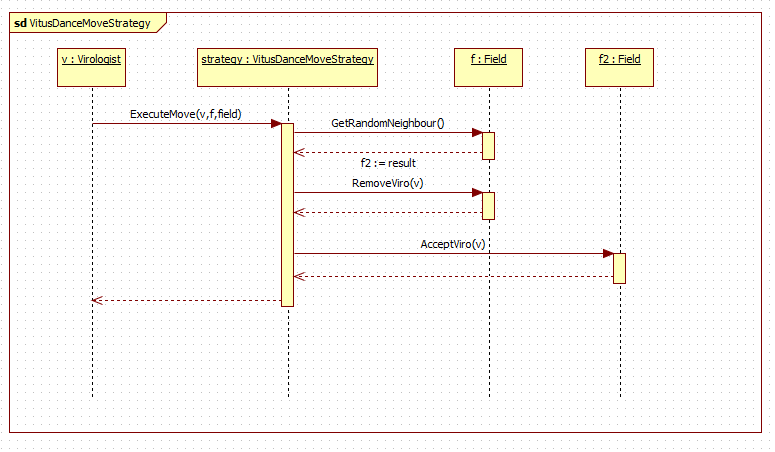 sd VitusDanceMoveStrategy
v : Virologist
strategy : VitusDanceMoveStrategy
f : Field
f2 : Field
ExecuteMove(v,f,field)
GetRandomNeighbour()
f2 := result
RemoveViro(v)
AcceptViro(v)